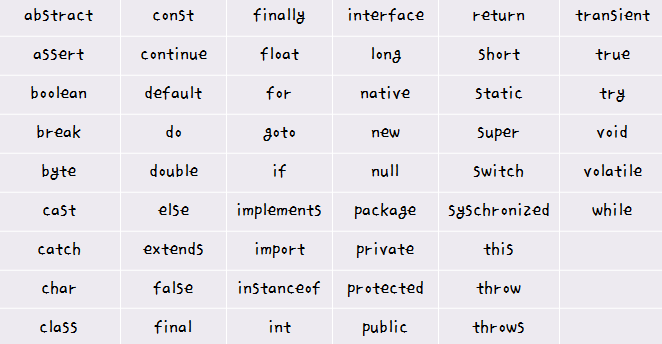 abstract const finally interface return transient
assert continue float long short true
boolean default for native static try
break do goto new super void
byte double if null switch volatile
cast else implements package syschronized while
catch extends import private this
char false instanceof protected throw
class final int public throws